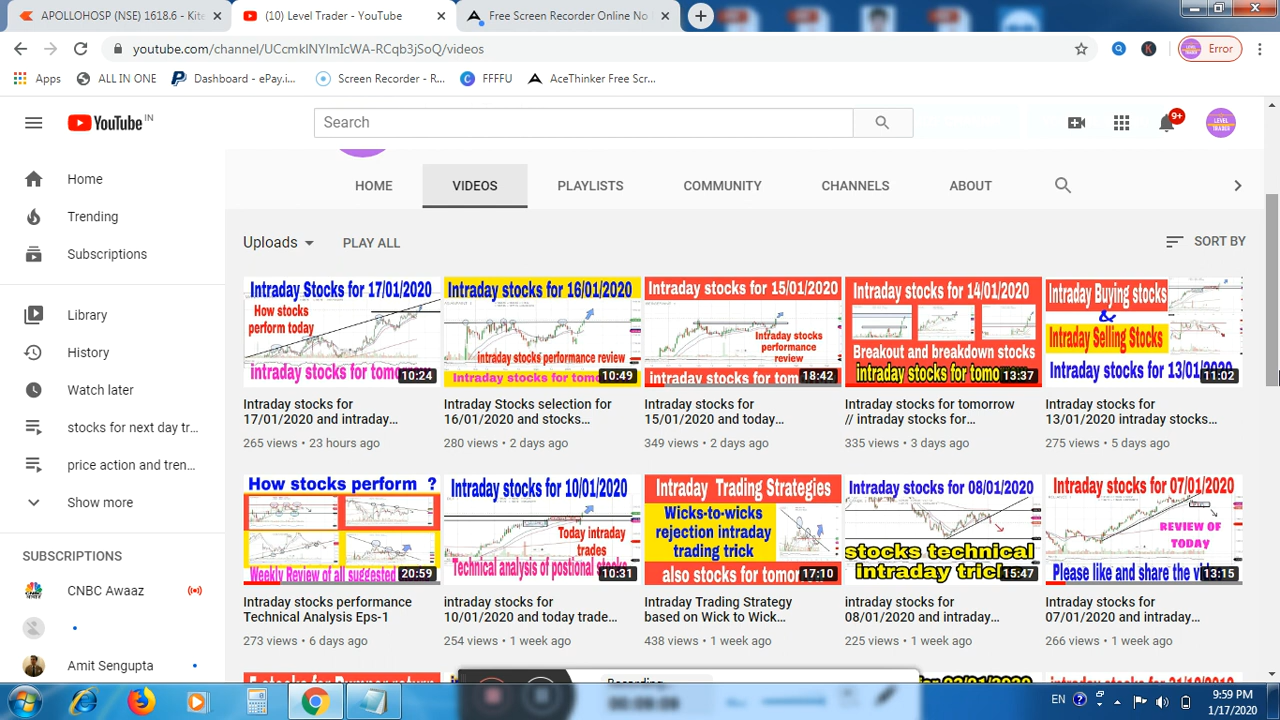 APOLLOHOSP (NSE) 1618.6 - Kite
(10) Level Trader - YouTube
Free Screen Recorder Online No
youtube.com/channel/UCcmkINYlmIcWA-RCqb3jSoQ/videos
Error
Apps
ALL IN ONE
Dashboard - ePay.i...
Screen Recorder - R...
FFFFU
AceThinker Free Scr...
YouTube IN
Search
9+
LEVEL TRADER
Home
Trending
Subscriptions
Library
History
Watch later
stocks for next day tr...
price action and tren...
Show more
SUBSCRIPTIONS
CNBC Awaaz
Amit Sengupta
HOME
VIDEOS
PLAYLISTS
COMMUNITY
CHANNELS
ABOUT
Uploads
PLAY ALL
SORT BY
Intraday Stocks for 17/01/2020
How stocks
perform today
intraday stocks for tomor
10:24
Intraday stocks for
17/01/2020 and intraday...
265 views • 23 hours ago
Intraday stocks for 16/01/2020
intraday stocks performance review
Intraday stocks for tomo
10:49
Intraday Stocks selection for
16/01/2020 and stocks...
280 views • 2 days ago
Intraday stocks for 15/01/2020
Intraday stocks
performance
review
intraday stocks for tom
18:42
Intraday stocks for
15/01/2020 and today...
349 views • 2 days ago
Intraday stocks for 14/01/2020
Breakout and breakdown stocks
intraday stocks for tomo
13:37
Intraday stocks for tomorrow
// intraday stocks for...
335 views • 3 days ago
Intraday Buying stocks
&
Intraday Selling Stocks
Intraday stocks for 13/01/2020
11:02
Intraday stocks for
13/01/2020 intraday stocks...
275 views • 5 days ago
How stocks perform ?
Weekly Review of all suggested
20:59
Intraday stocks performance
Technical Analysis Eps-1
273 views • 6 days ago
Intraday stocks for 10/01/2020
Today intraday
trades
Technical analysis of postional stocks
10:31
intraday stocks for
10/01/2020 and today trade...
254 views • 1 week ago
Intraday Trading Strategies
Wicks-to-wicks
rejection intraday
trading trick
also stocks for tomor
17:10
Intraday Trading Strategy
based on Wick to Wick...
438 views • 1 week ago
Intraday stocks for 08/01/2020
stocks technical
intraday trick
15:47
intraday stocks for
08/01/2020 and intraday...
225 views • 1 week ago
Intraday stocks for 07/01/2020
REVIEW OF
TODAY
Please like and share the vid
13:15
Intraday stocks for
07/01/2020 and intraday...
266 views • 1 week ago
5 stocks for Bumper return
Recording
EN
9:59 PM
1/17/2020